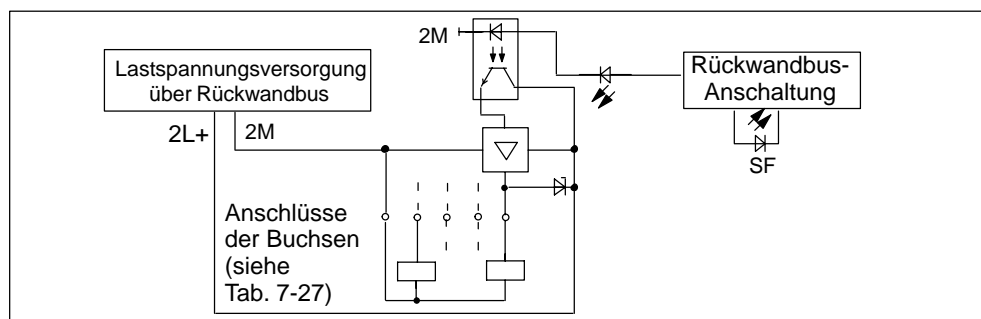 2M
Lastspannungsversorgung
über Rückwandbus
Rückwandbus-
Anschaltung
2L+
2M
SF
Anschlüsse
der Buchsen
(siehe
Tab. 7-27)